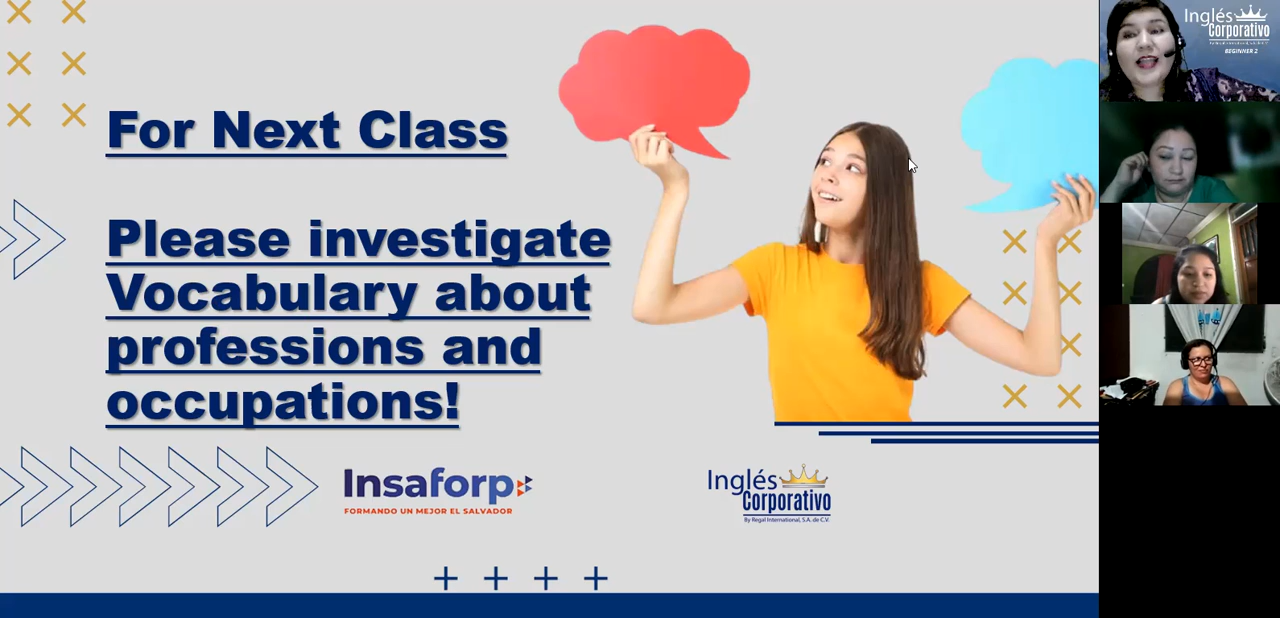 For Next Class
Please investigate
Vocabulary about
professions and
occupations!
Insaforp
FORMANDO UN MEJOR EL SALVADOR
Inglés
Corporativo
By Regal International, S.A. de C.V.
Inglés
Corporativo
BEGINNER 2